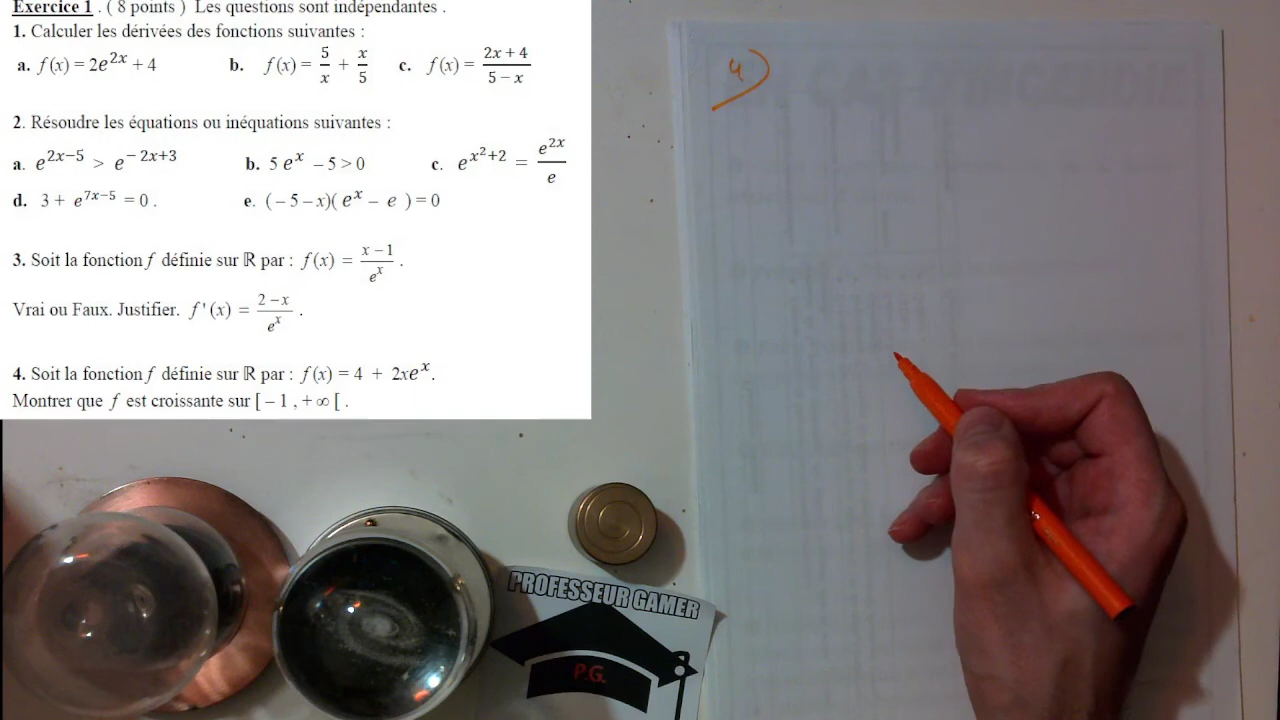 Exercice 1 . ( 8 points ) Les questions sont indépendantes .
1. Calculer les dérivées des fonctions suivantes :
a. f(x) = 2e^{2x} + 4 b. f(x) = 5/x + x/5 c. f(x) = (2x + 4)/(5 − x)
2. Résoudre les équations ou inéquations suivantes :
a. e^{2x−5} > e^{− 2x+3} b. 5 e^x − 5 > 0 c. e^{x²+2} = e^{2x}/e
d. 3 + e^{7x−5} = 0 . e. ( − 5 − x)( e^x − e ) = 0
3. Soit la fonction f définie sur ℝ par : f(x) = (x − 1)/e^x .
Vrai ou Faux. Justifier. f '(x) = (2 − x)/e^x .
4. Soit la fonction f définie sur ℝ par : f(x) = 4 + 2xe^x.
Montrer que f est croissante sur [ − 1 , + ∞ [ .
4)
PROFESSEUR GAMER
P.G.